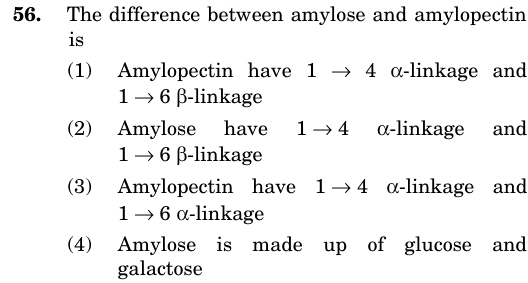 56. The difference between amylose and amylopectin
is
(1) Amylopectin have 1 → 4 α-linkage and
1 → 6 β-linkage
(2) Amylose have 1 → 4 α-linkage and
1 → 6 β-linkage
(3) Amylopectin have 1 → 4 α-linkage and
1 → 6 α-linkage
(4) Amylose is made up of glucose and
galactose